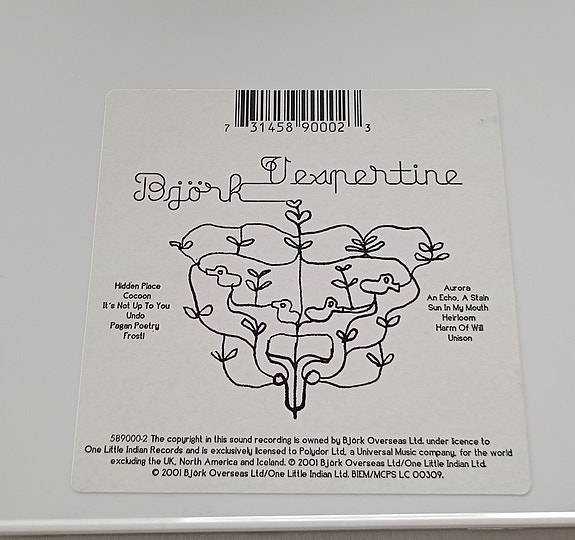 7 31458 90002 3
Björk Vespertine
Hidden Place
Cocoon
It's Not Up To You
Undo
Pagan Poetry
Frosti
Aurora
An Echo, A Stain
Sun In My Mouth
Heirloom
Harm Of Will
Unison
589000-2 The copyright in this sound recording is owned by Björk Overseas Ltd. under licence to
One Little Indian Records and is exclusively licensed to Polydor Ltd, a Universal Music company, for the world
excluding the UK, North America and Iceland. ℗ 2001 Björk Overseas Ltd/One Little Indian Ltd.
© 2001 Björk Overseas Ltd/One Little Indian Ltd. BIEM/MCPS LC 00309.